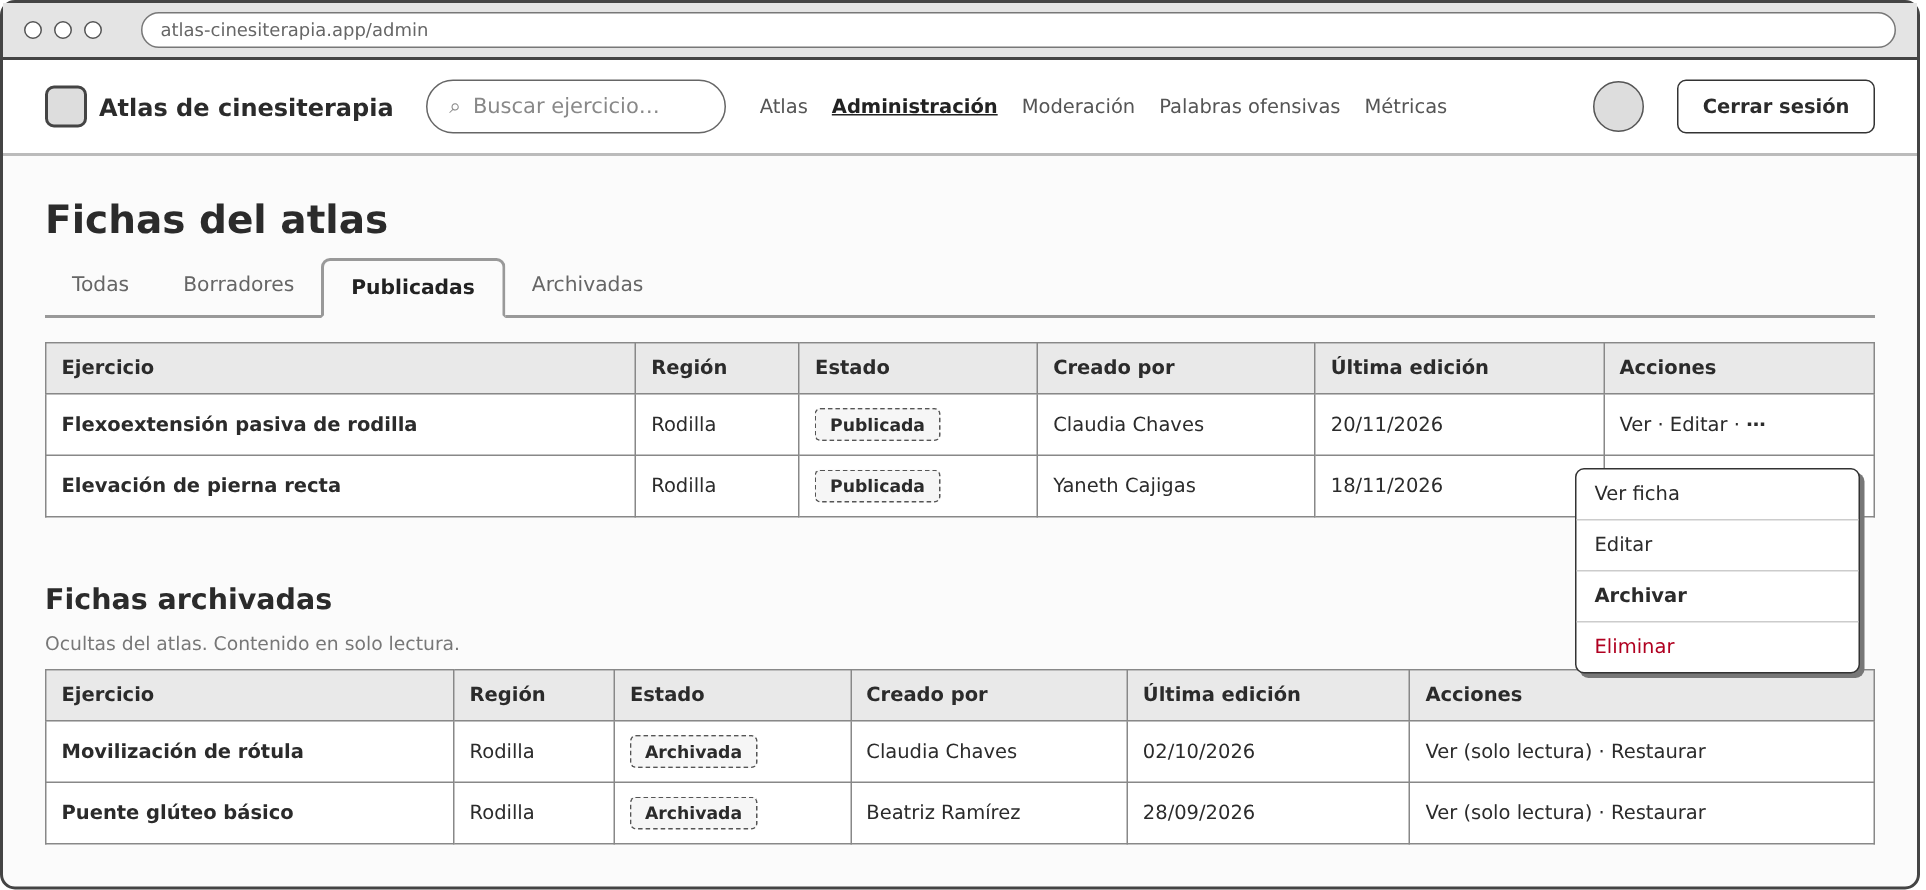 atlas-cinesiterapia.app/admin
Atlas de cinesiterapia
Buscar ejercicio...
Atlas Administración Moderación Palabras ofensivas Métricas
Cerrar sesión
Fichas del atlas
Todas Borradores Publicadas Archivadas
Ejercicio Región Estado Creado por Última edición Acciones
Flexoextensión pasiva de rodilla Rodilla Publicada Claudia Chaves 20/11/2026 Ver · Editar · ···
Elevación de pierna recta Rodilla Publicada Yaneth Cajigas 18/11/2026
Ver ficha
Editar
Archivar
Eliminar
Fichas archivadas
Ocultas del atlas. Contenido en solo lectura.
Ejercicio Región Estado Creado por Última edición Acciones
Movilización de rótula Rodilla Archivada Claudia Chaves 02/10/2026 Ver (solo lectura) · Restaurar
Puente glúteo básico Rodilla Archivada Beatriz Ramírez 28/09/2026 Ver (solo lectura) · Restaurar